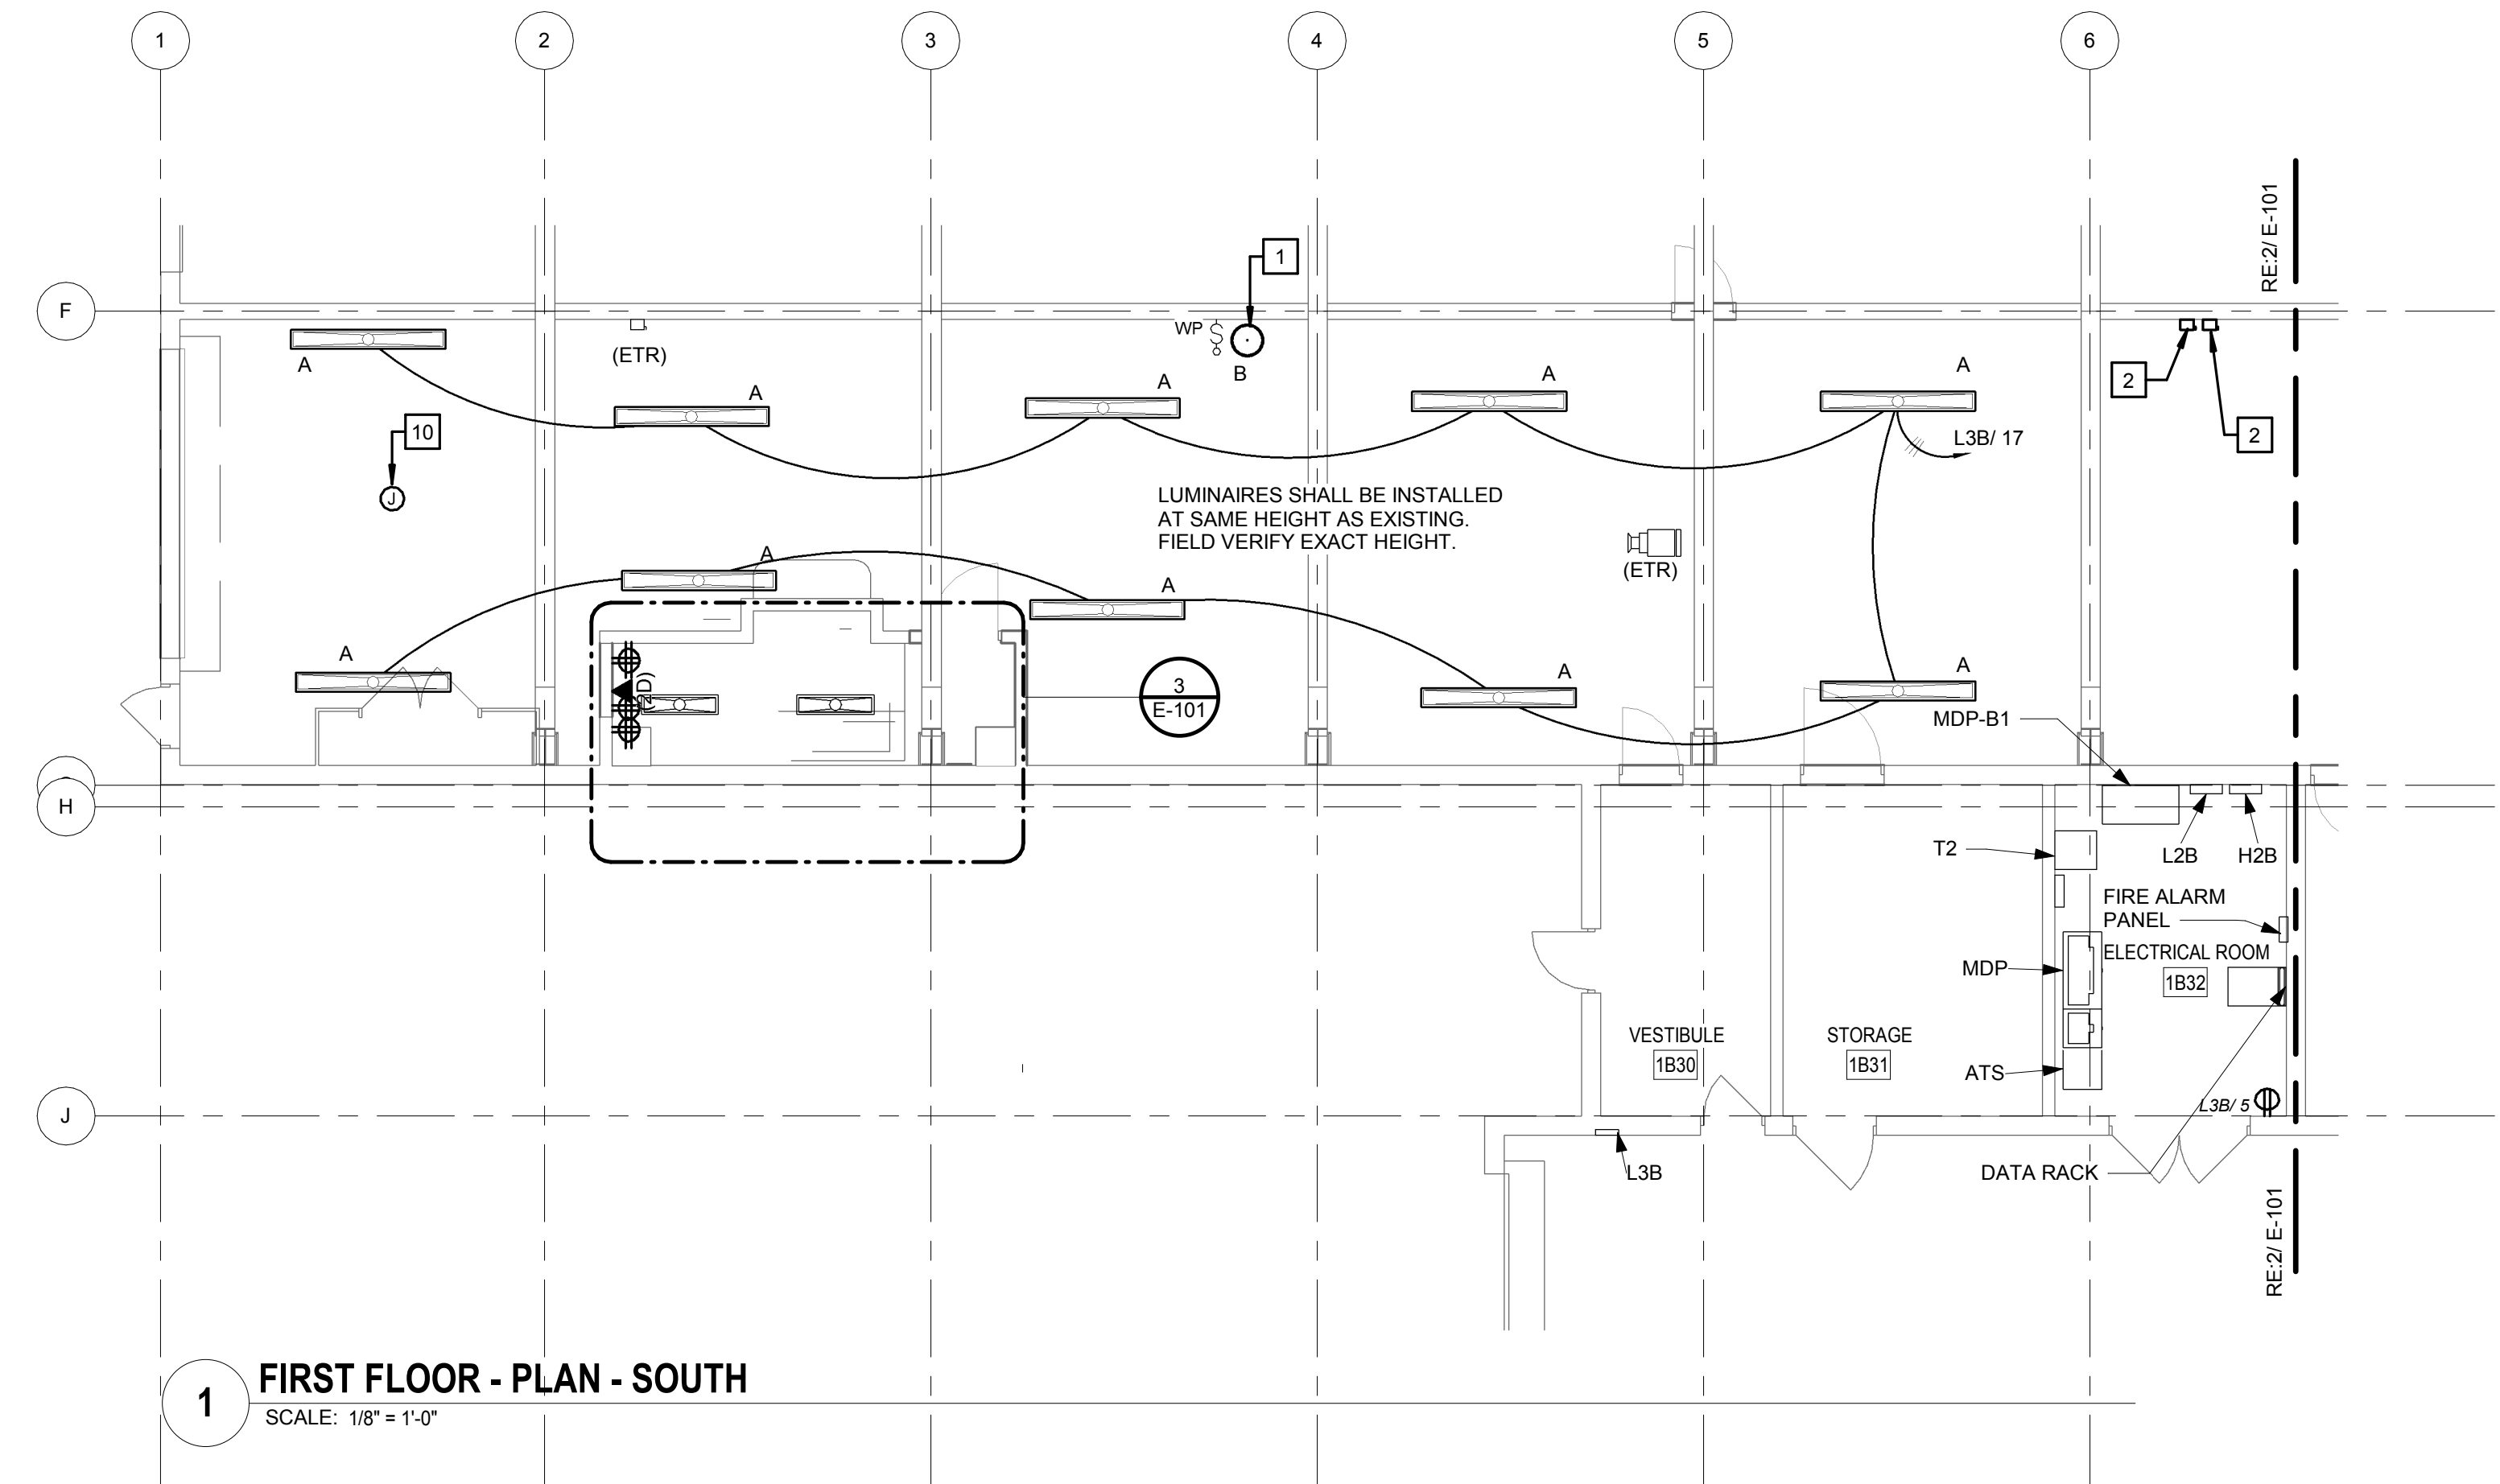 1
2
3
4
5
6
RE:2/ E-101
1
F
WP
B
(ETR)
A
A
A
A
A
2
2
10
J
L3B/ 17
LUMINAIRES SHALL BE INSTALLED
AT SAME HEIGHT AS EXISTING.
FIELD VERIFY EXACT HEIGHT.
(ETR)
A
A
A
A
A
(2D)
3
E-101
MDP-B1
H
T2
L2B
H2B
FIRE ALARM
PANEL
ELECTRICAL ROOM
1B32
MDP
VESTIBULE
1B30
STORAGE
1B31
ATS
L3B/ 5
J
L3B
DATA RACK
RE:2/ E-101
1
FIRST FLOOR - PLAN - SOUTH
SCALE: 1/8" = 1'-0"